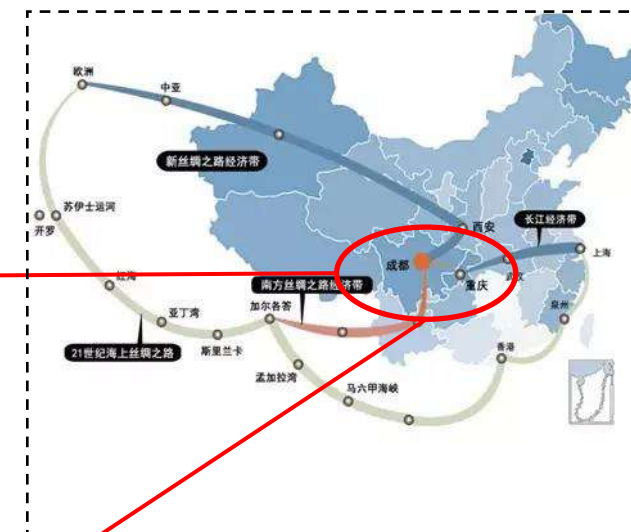 欧洲
中亚
新丝绸之路经济带
苏伊士运河
开罗
西安
长江经济带
上海
成都
重庆
武汉
红海
南方丝绸之路经济带
加尔各答
亚丁湾
泉州
21世纪海上丝绸之路
斯里兰卡
香港
孟加拉湾
马六甲海峡